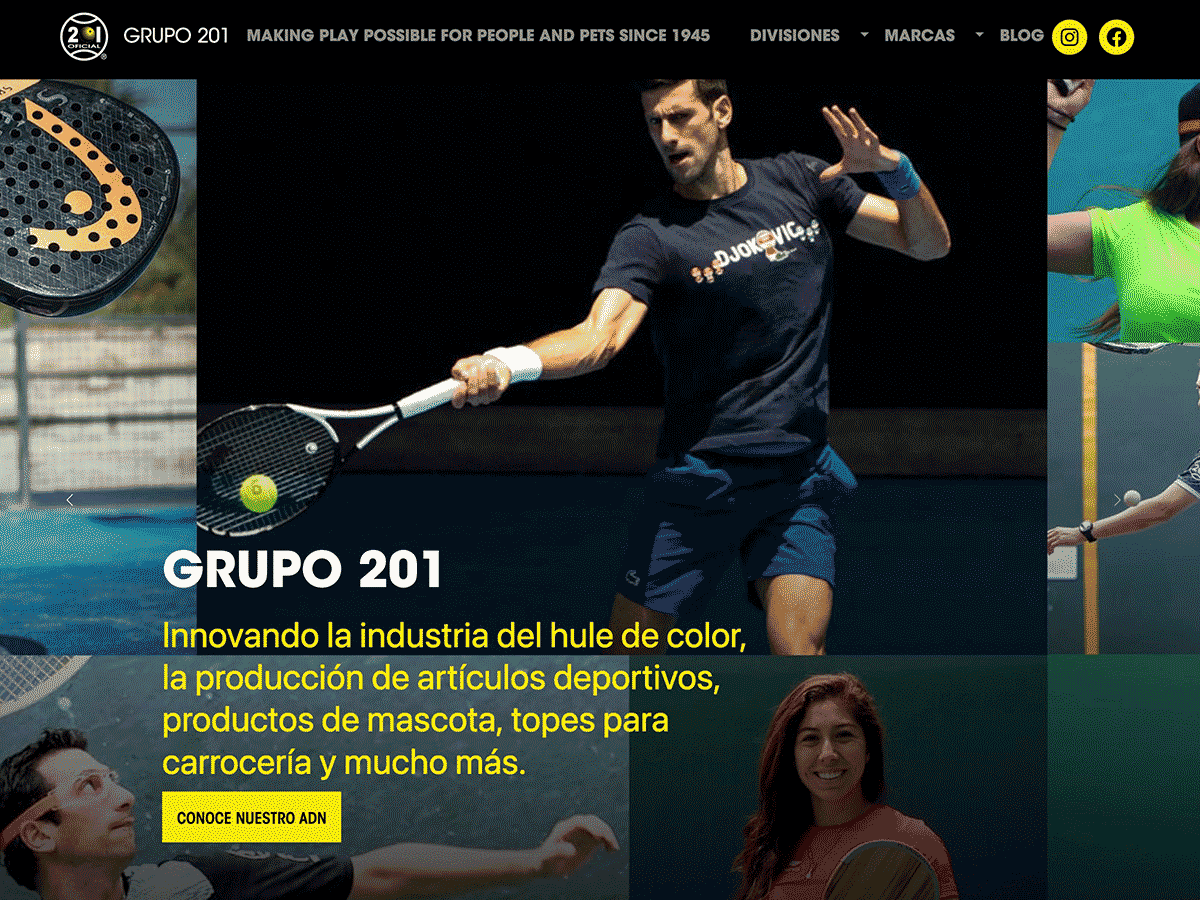 201
OFICIAL
®
GRUPO 201
MAKING PLAY POSSIBLE FOR PEOPLE AND PETS SINCE 1945
DIVISIONES
MARCAS
BLOG
DJOKOVIC
GRUPO 201
Innovando la industria del hule de color,
la producción de artículos deportivos,
productos de mascota, topes para
carrocería y mucho más.
CONOCE NUESTRO ADN